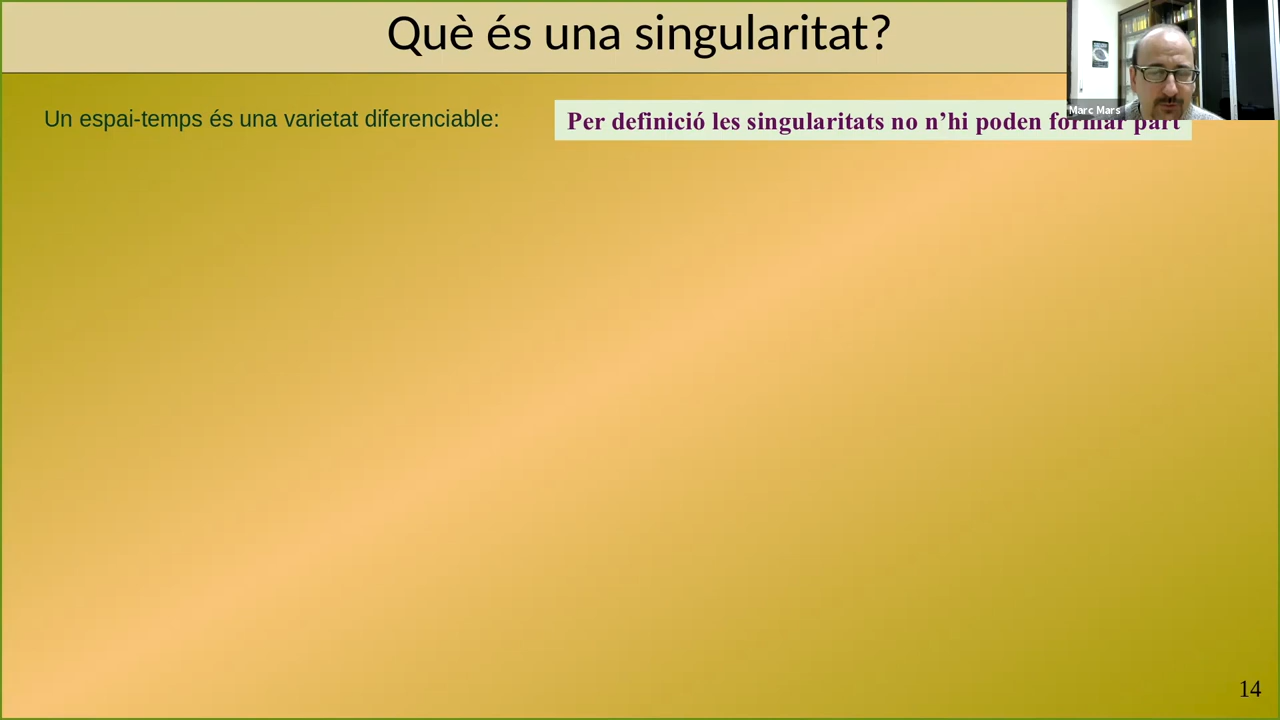 Què és una singularitat?
Marc Mars
Un espai-temps és una varietat diferenciable:
Per definició les singularitats no n’hi poden formar part
14